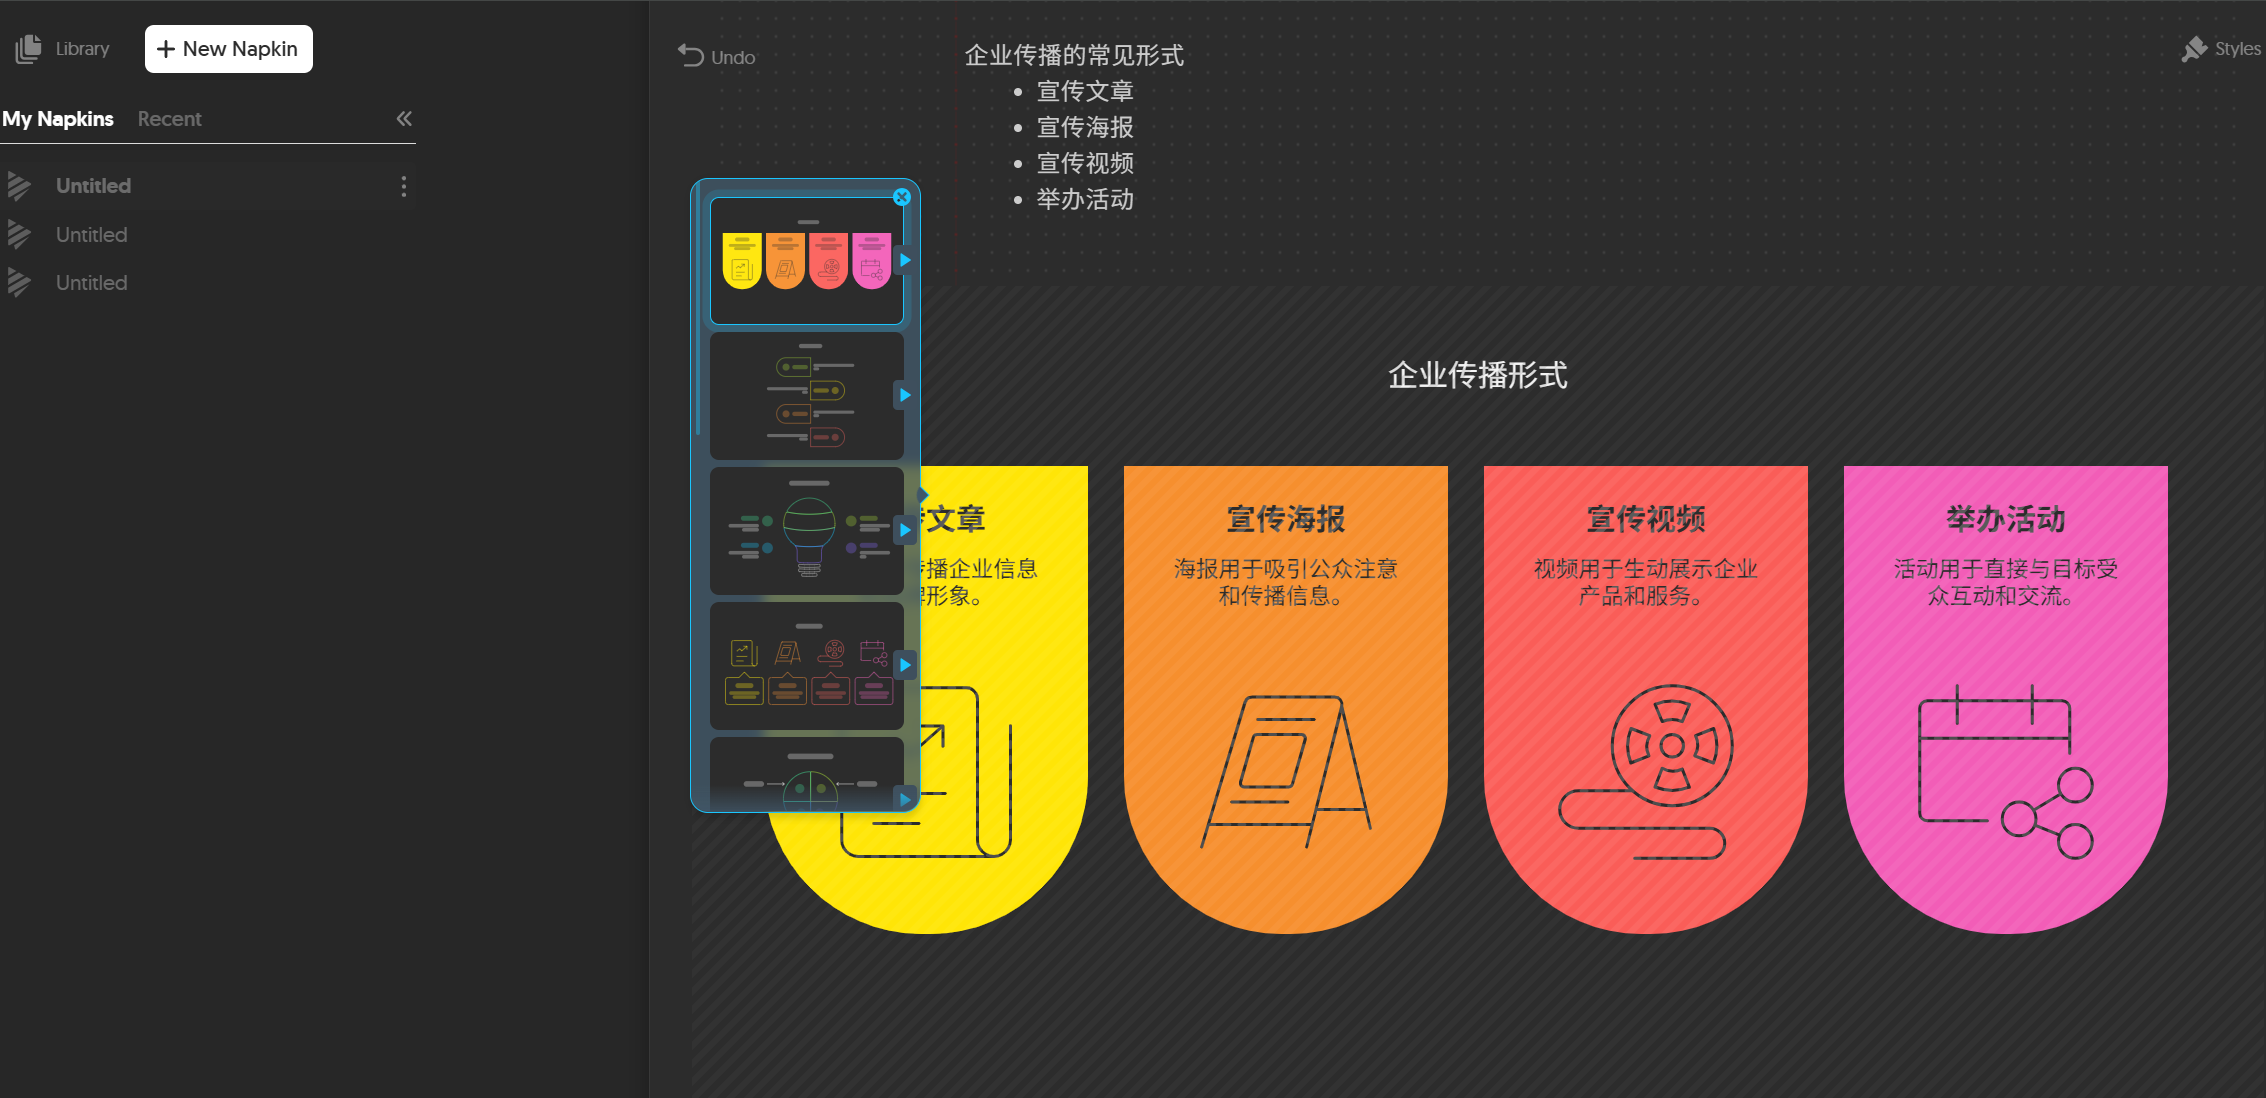 Library
New Napkin
My Napkins
Recent
Untitled
Untitled
Untitled
Undo
Styles
企业传播的常见形式
宣传文章
宣传海报
宣传视频
举办活动
企业传播形式
文章
播企业信息
形象。
宣传海报
海报用于吸引公众注意
和传播信息。
宣传视频
视频用于生动展示企业
产品和服务。
举办活动
活动用于直接与目标受
众互动和交流。